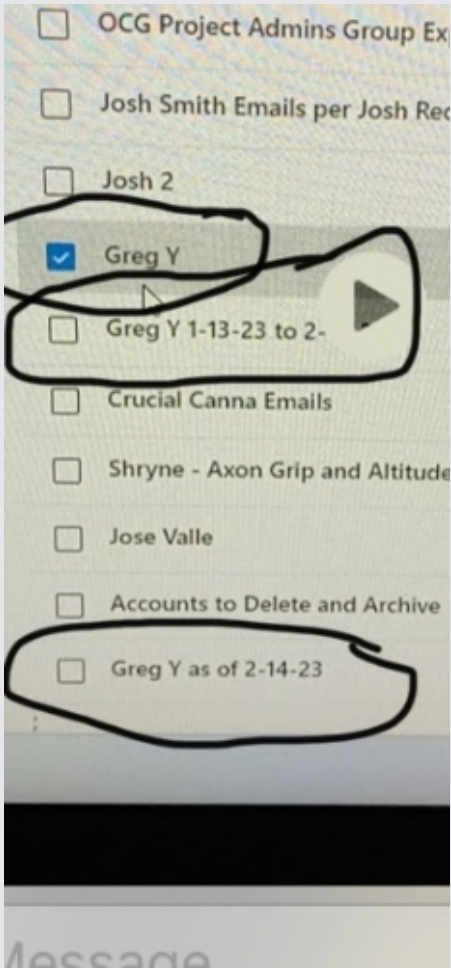 OCG Project Admins Group Ex
Josh Smith Emails per Josh Rec
Josh 2
Greg Y
Greg Y 1-13-23 to 2-
Crucial Canna Emails
Shryne - Axon Grip and Altitude
Jose Valle
Accounts to Delete and Archive
Greg Y as of 2-14-23
Message